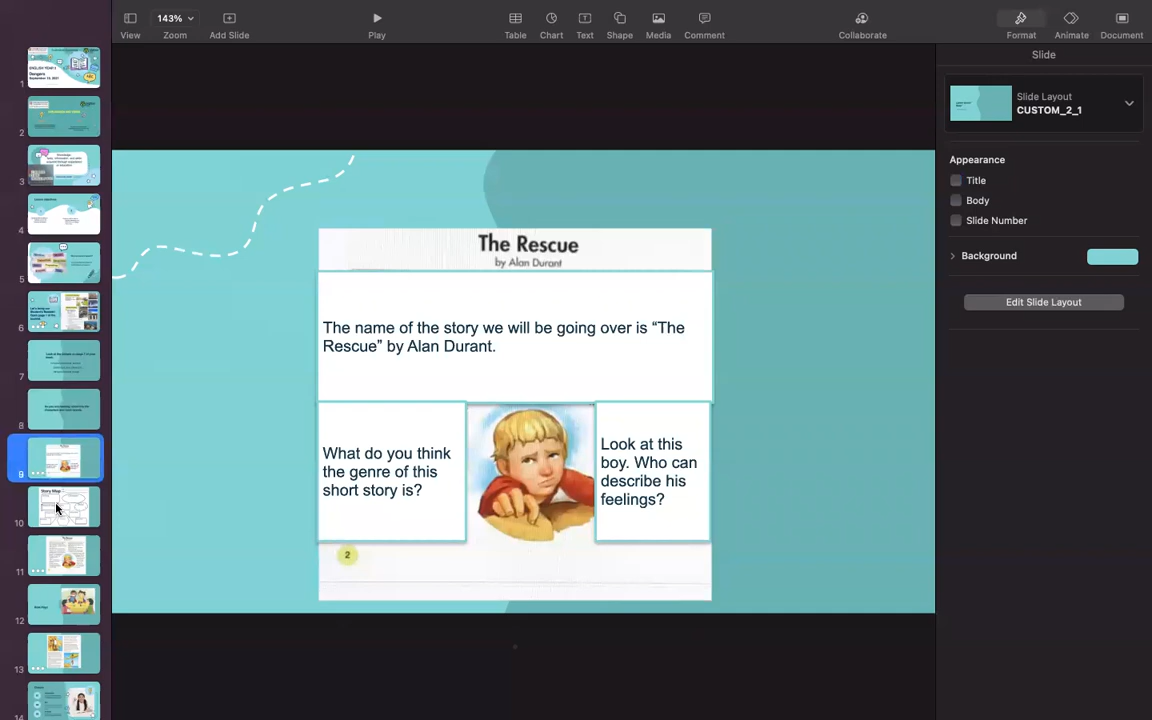 143%
View
Zoom
Add Slide
Play
Table
Chart
Text
Shape
Media
Comment
Collaborate
Format
Animate
Document
Slide
Slide Layout
CUSTOM_2_1
Appearance
Title
Body
Slide Number
Background
Edit Slide Layout
1
2
3
4
5
6
7
8
9
10
Story Map
11
12
13
14
The Rescue
by Alan Durant
The name of the story we will be going over is “The
Rescue” by Alan Durant.
What do you think
the genre of this
short story is?
Look at this
boy. Who can
describe his
feelings?
2